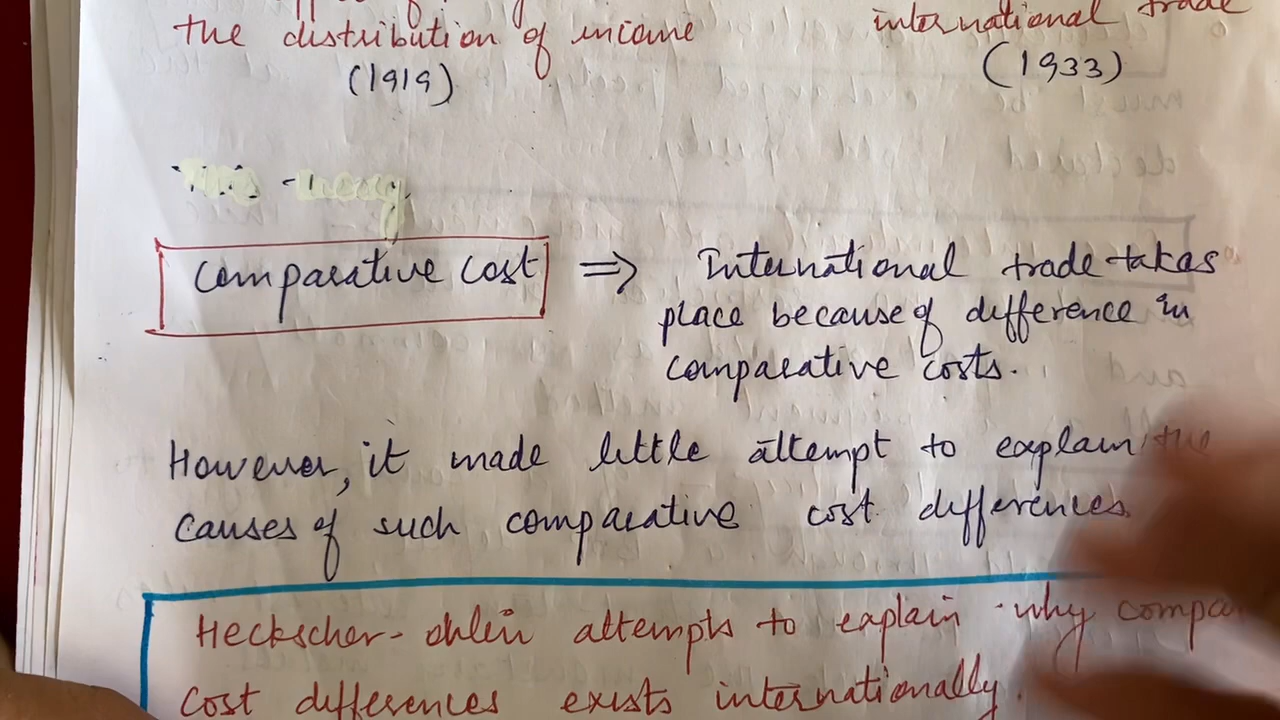 the distribution of income
(1919)
international trade
(1933)
Comparative Cost ⇒ International trade takes
place because of difference in
comparative costs.
However, it made little attempt to explain the
causes of such comparative cost differences
Heckscher-Ohlin attempts to explain why
cost differences exists internationally.